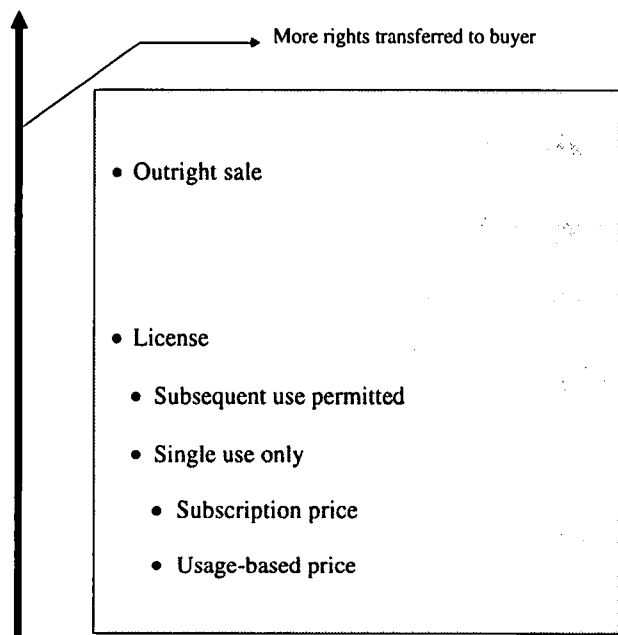 More rights transferred to buyer
• Outright sale
• License
• Subsequent use permitted
• Single use only
• Subscription price
• Usage-based price